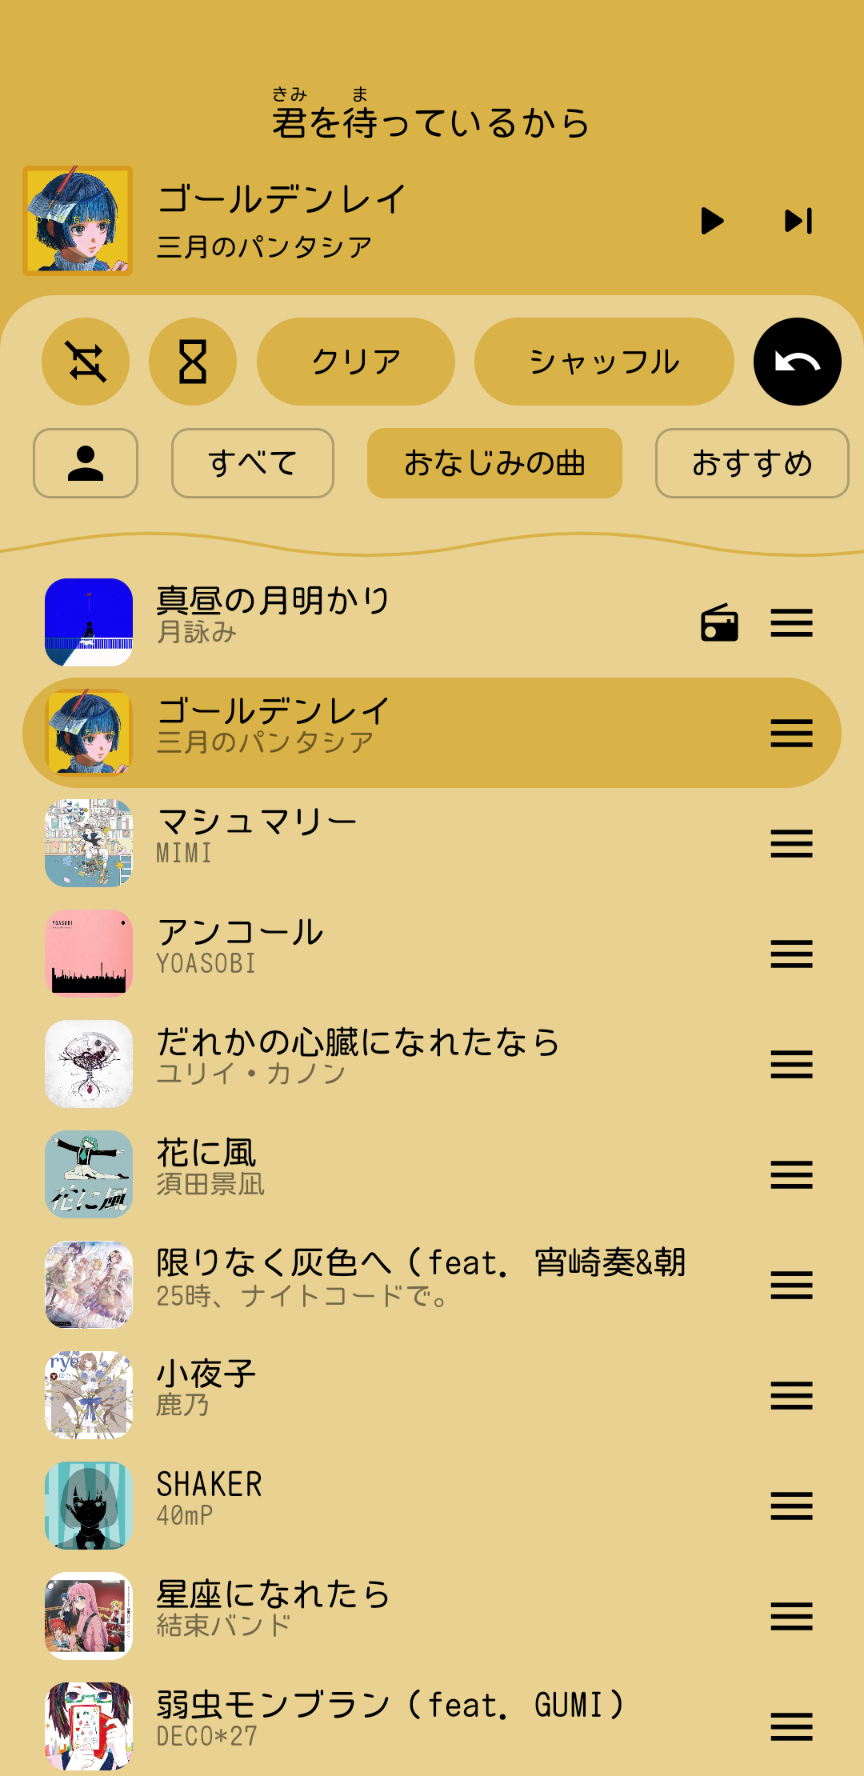 きみ ま
君を待っているから
ゴールデンレイ
三月のパンタシア
クリア
シャッフル
すべて
おなじみの曲
おすすめ
真昼の月明かり
月詠み
ゴールデンレイ
三月のパンタシア
マシュマリー
MIMI
YOASOBI
アンコール
YOASOBI
だれかの心臓になれたなら
ユリイ・カノン
花に風
花に風
須田景凪
限りなく灰色へ（feat. 宵崎奏&朝
25時、ナイトコードで。
小夜子
鹿乃
SHAKER
40mP
星座になれたら
結束バンド
弱虫モンブラン（feat. GUMI）
DECO*27